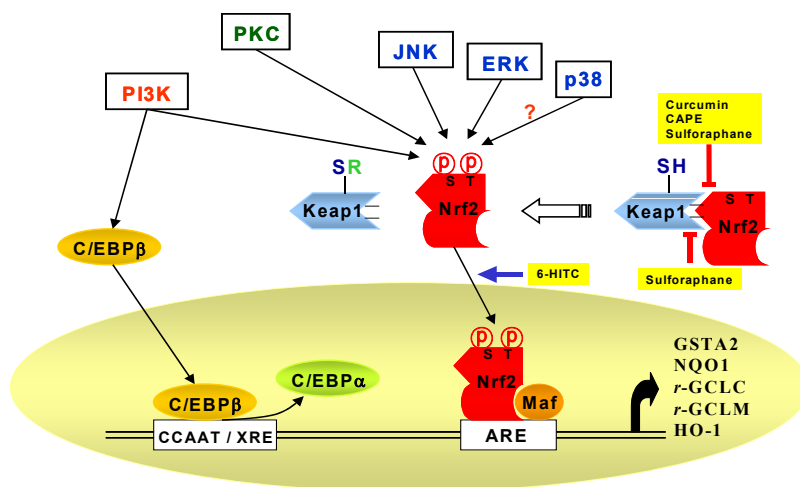 PKC
JNK
ERK
p38
PI3K
?
Curcumin
CAPE
Sulforaphane
p p
S T
Nrf2
SR
Keap1
SH
Keap1
S T
Nrf2
C/EBPβ
6-HITC
Sulforaphane
p p
S T
Nrf2
Maf
C/EBPα
C/EBPβ
CCAAT / XRE
ARE
GSTA2
NQO1
r-GCLC
r-GCLM
HO-1